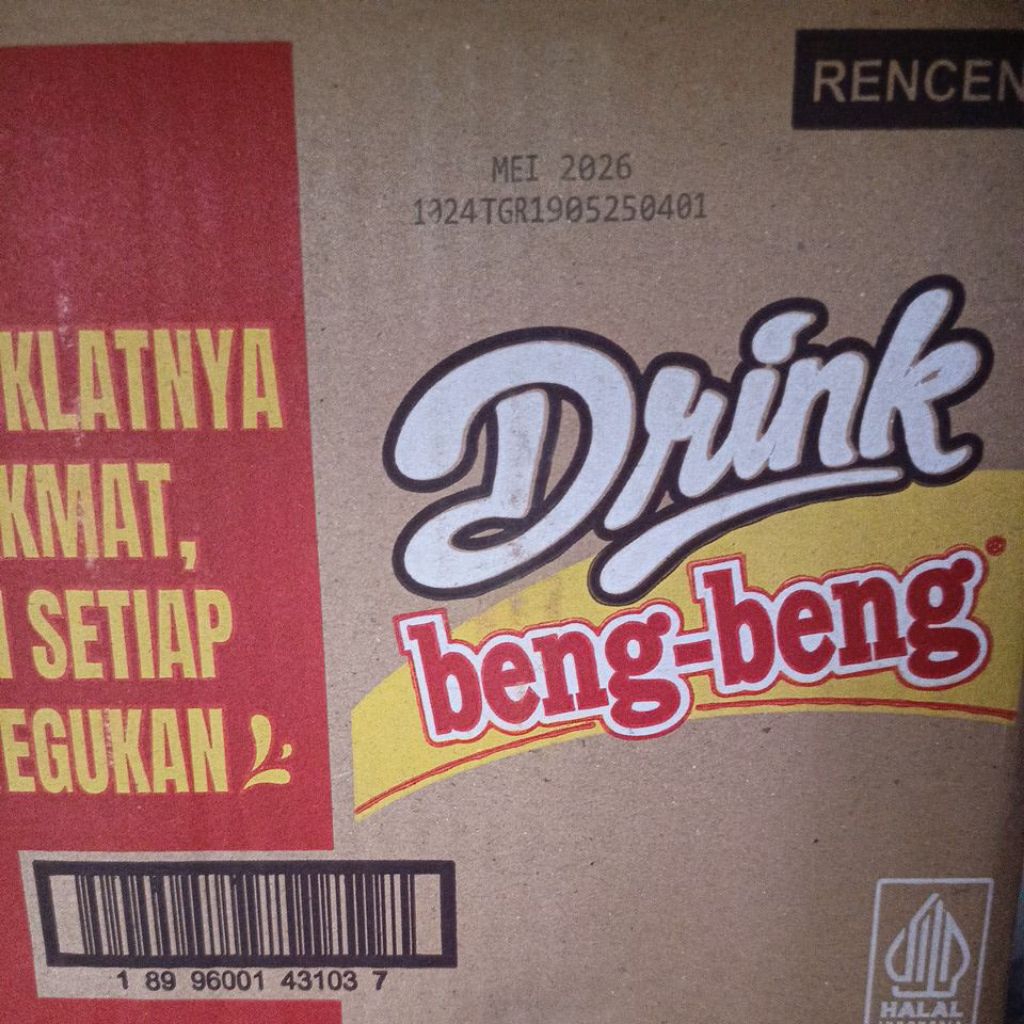 RENCEN
MEI 2026
1024TGR1905250401
KLATNYA
KMAT,
SETIAP
EGUKAN
Drink
beng-beng
1 89 96001 43103 7
HALAL